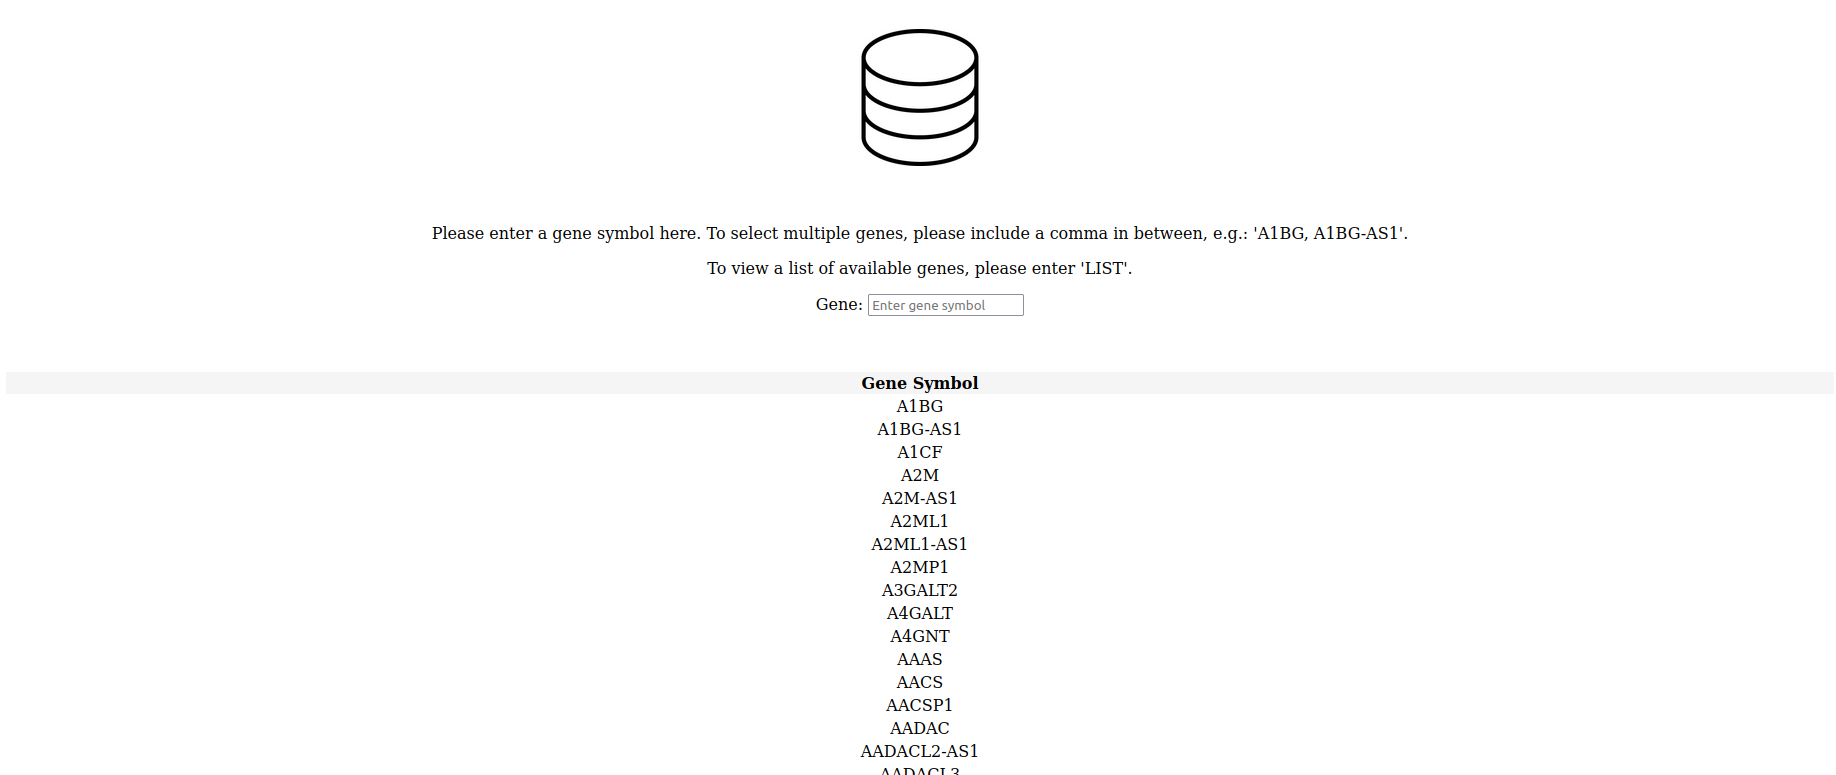 Please enter a gene symbol here. To select multiple genes, please include a comma in between, e.g.: 'A1BG, A1BG-AS1'.
To view a list of available genes, please enter 'LIST'.
Gene: Enter gene symbol
Gene Symbol
A1BG
A1BG-AS1
A1CF
A2M
A2M-AS1
A2ML1
A2ML1-AS1
A2MP1
A3GALT2
A4GALT
A4GNT
AAAS
AACS
AACSP1
AADAC
AADACL2-AS1
AADACL3